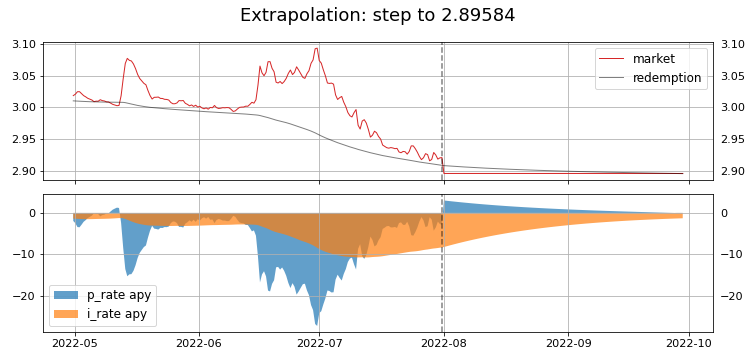 Extrapolation: step to 2.89584
3.10 3.10
3.05 3.05
3.00 3.00
2.95 2.95
2.90 2.90
market
redemption
0 0
−10 −10
−20 −20
p_rate apy
i_rate apy
2022-05 2022-06 2022-07 2022-08 2022-09 2022-10